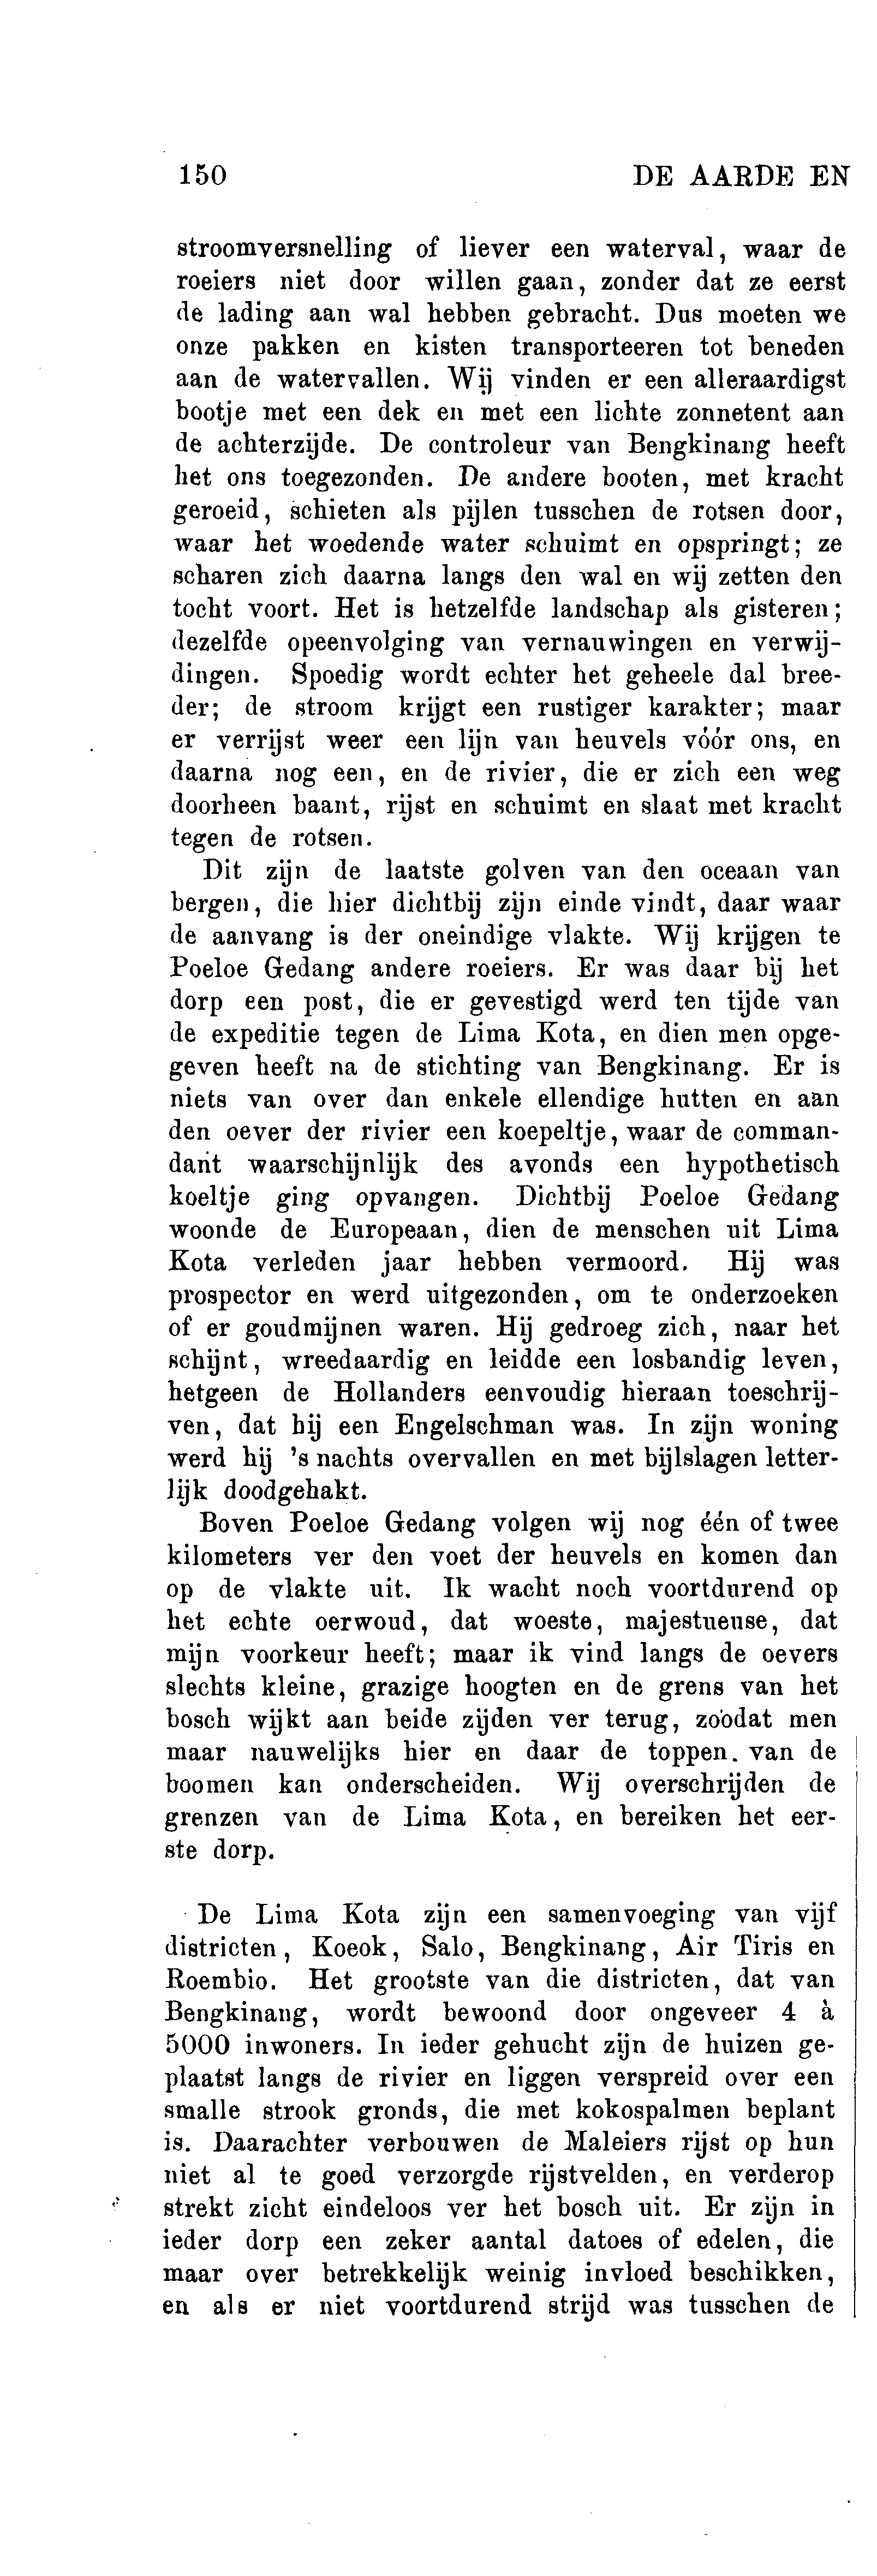 150 DE AARDE EN
stroomversnelling of liever een waterval, waar de
roeiers niet door willen gaan, zonder dat ze eerst
de lading aan wal hebben gebracht. Dus moeten we
onze pakken en kisten transporteeren tot beneden
aan de watervallen. Wij vinden er een alleraardigst
bootje met een dek en met een lichte zonnetent aan
de achterzijde. De controleur van Bengkinang heeft
het ons toegezonden. De andere booten, met kracht
geroeid, schieten als pijlen tusschen de rotsen door,
waar het woedende water schuimt en opspringt; ze
scharen zich daarna langs den wal en wij zetten den
tocht voort. Het is hetzelfde landschap als gisteren;
dezelfde opeenvolging van vernauwingen en verwij-
dingen. Spoedig wordt echter het geheele dal bree-
der; de stroom krijgt een rustiger karakter; maar
er verrijst weer een lijn van heuvels vóór ons, en
daarna nog een, en de rivier, die er zich een weg
doorheen baant, rijst en schuimt en slaat met kracht
tegen de rotsen.
Dit zijn de laatste golven van den oceaan van
bergen, die hier dichtbij zijn einde vindt, daar waar
de aanvang is der oneindige vlakte. Wij krijgen te
Poeloe Gedang andere roeiers. Er was daar bij het
dorp een post, die er gevestigd werd ten tijde van
de expeditie tegen de Lima Kota, en dien men opge-
geven heeft na de stichting van Bengkinang. Er is
niets van over dan enkele ellendige hutten en aan
den oever der rivier een koepeltje, waar de comman-
dant waarschijnlijk des avonds een hypothetisch
koeltje ging opvangen. Dichtbij Poeloe Gedang
woonde de Europeaan, dien de menschen uit Lima
Kota verleden jaar hebben vermoord. Hij was
prospector en werd uitgezonden, om te onderzoeken
of er goudmijnen waren. Hij gedroeg zich, naar het
schijnt, wreedaardig en leidde een losbandig leven,
hetgeen de Hollanders eenvoudig hieraan toeschrij-
ven, dat hij een Engelschman was. In zijn woning
werd hij 's nachts overvallen en met bijlslagen letter-
lijk doodgehakt.
Boven Poeloe Gedang volgen wij nog één of twee
kilometers ver den voet der heuvels en komen dan
op de vlakte uit. Ik wacht noch voortdurend op
het echte oerwoud, dat woeste, majestueuse, dat
mijn voorkeur heeft; maar ik vind langs de oevers
slechts kleine, grazige hoogten en de grens van het
bosch wijkt aan beide zijden ver terug, zoodat men
maar nauwelijks hier en daar de toppen. van de
boomen kan onderscheiden. Wij overschrijden de
grenzen van de Lima Kota, en bereiken het eer-
ste dorp.
De Lima Kota zijn een samenvoeging van vijf
districten, Koeok, Salo, Bengkinang, Air Tiris en
Roembio. Het grootste van die districten, dat van
Bengkinang, wordt bewoond door ongeveer 4 à
5000 inwoners. In ieder gehucht zijn de huizen ge-
plaatst langs de rivier en liggen verspreid over een
smalle strook gronds, die met kokospalmen beplant
is. Daarachter verbouwen de Maleiers rijst op hun
niet al te goed verzorgde rijstvelden, en verderop
strekt zicht eindeloos ver het bosch uit. Er zijn in
ieder dorp een zeker aantal datoes of edelen, die
maar over betrekkelijk weinig invloed beschikken,
en als er niet voortdurend strijd was tusschen de